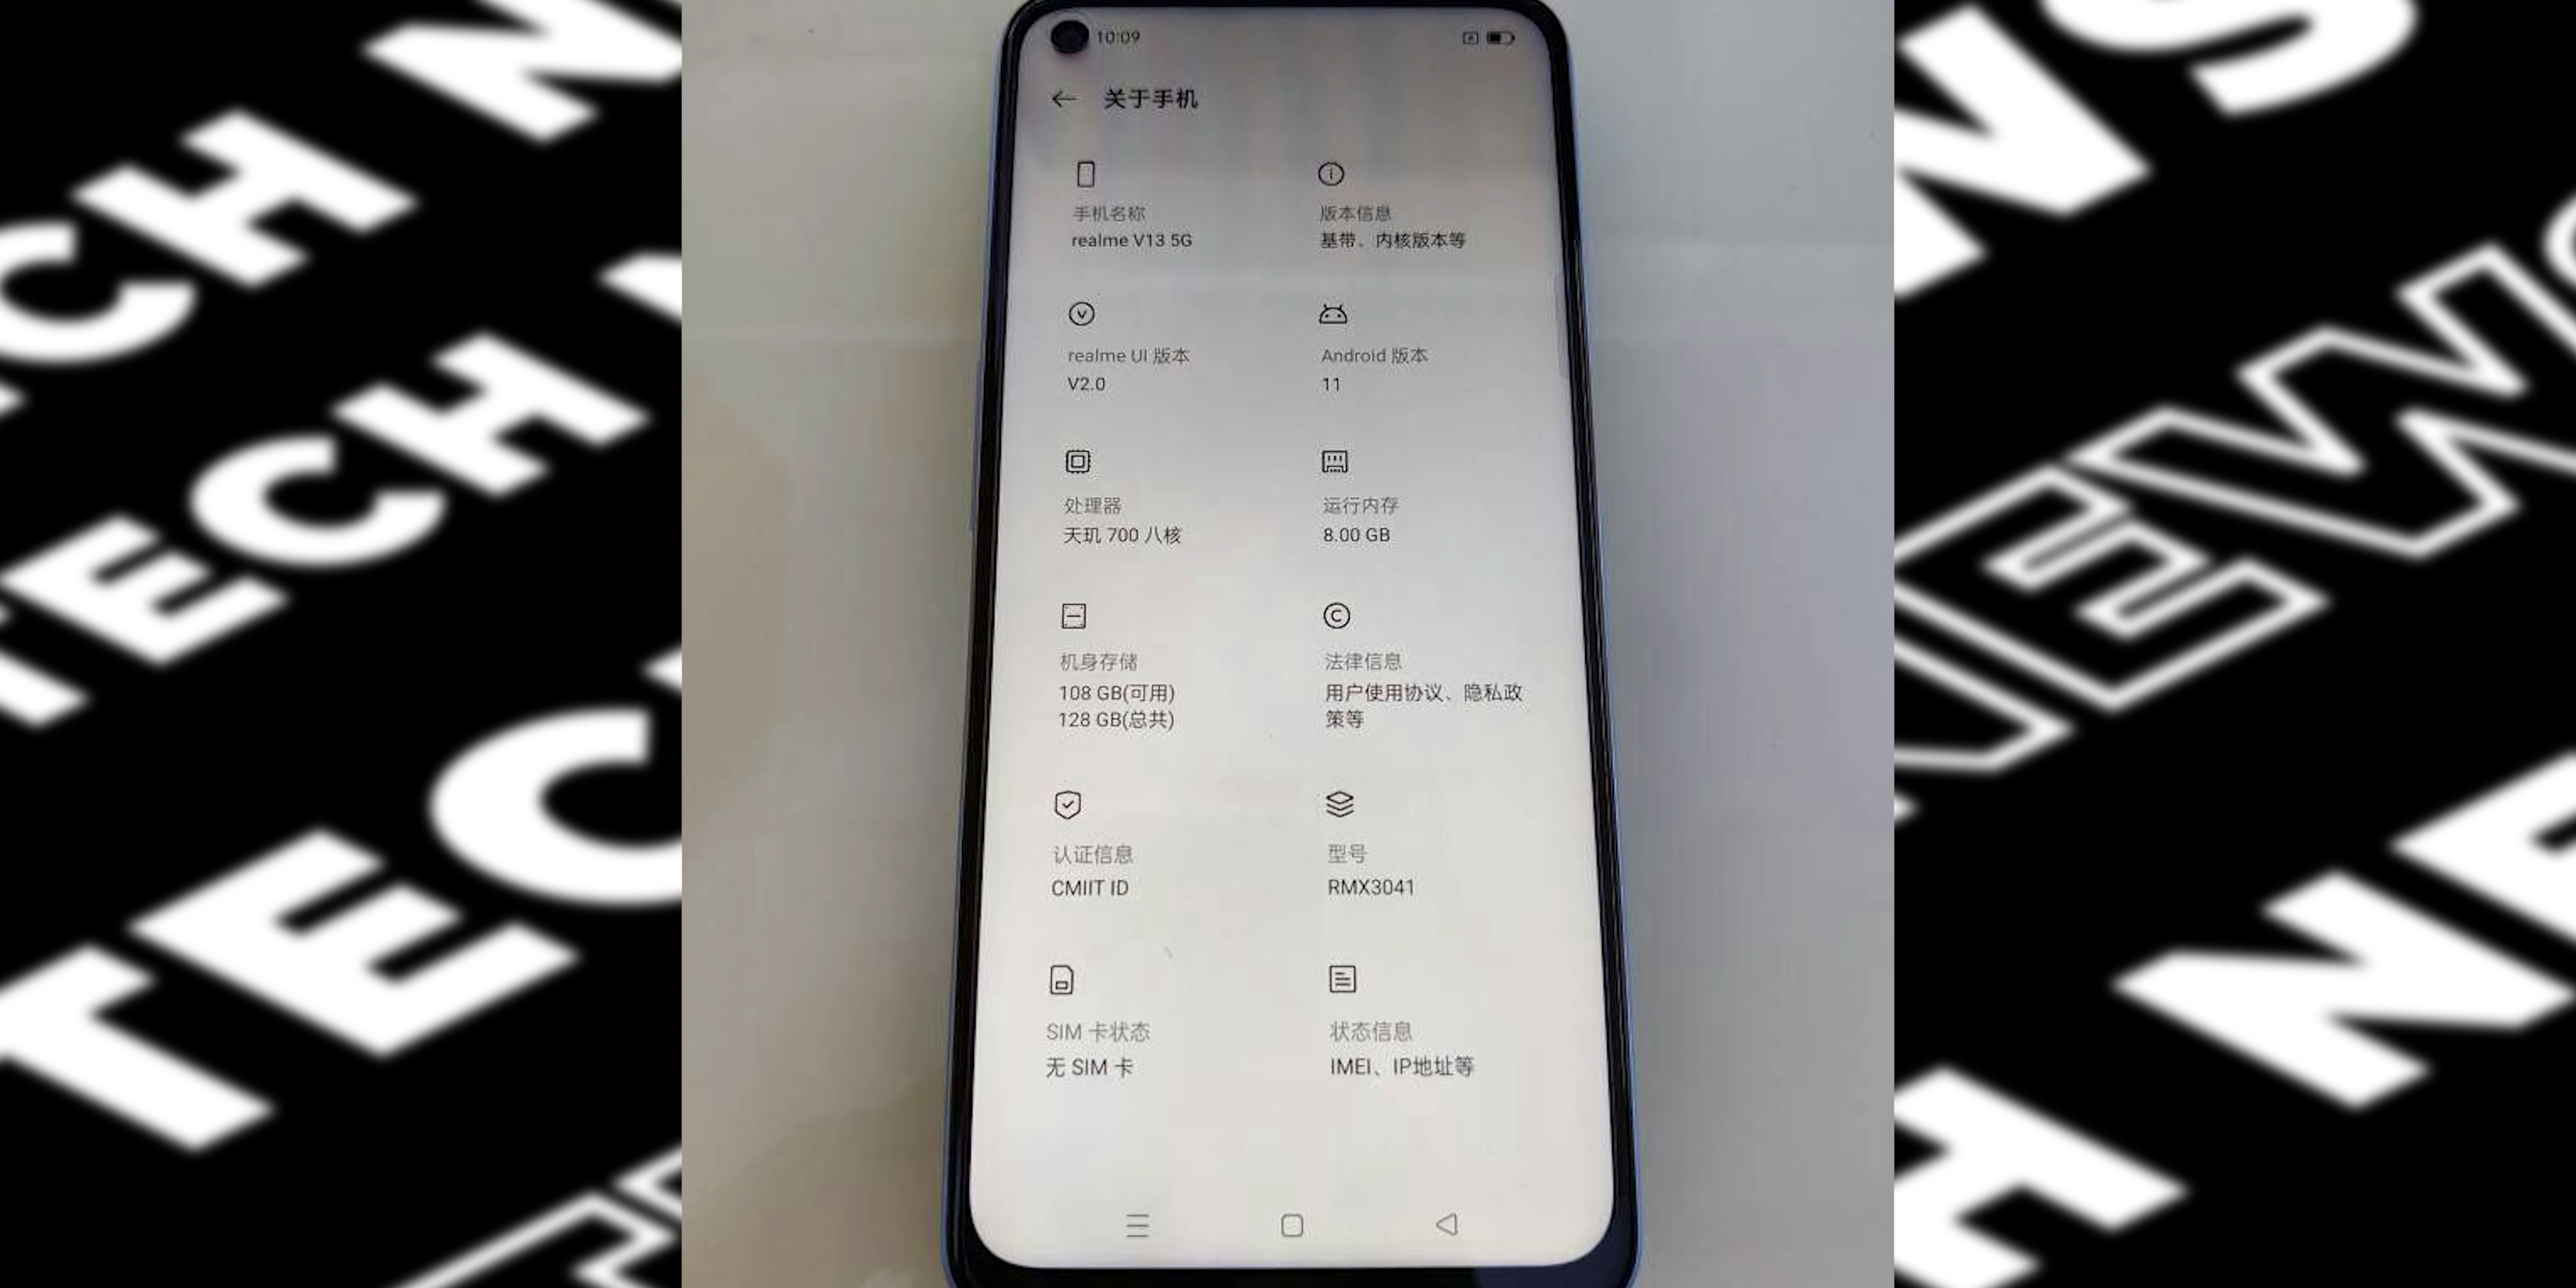 10:09
关于手机
手机名称
realme V13 5G
版本信息
基带、内核版本等
realme UI 版本
V2.0
Android 版本
11
处理器
天玑 700 八核
运行内存
8.00 GB
机身存储
108 GB(可用)
128 GB(总共)
法律信息
用户使用协议、隐私政
策等
认证信息
CMIIT ID
型号
RMX3041
SIM 卡状态
无 SIM 卡
状态信息
IMEI、IP地址等
TECH N
TECH
TEC
NEWS
H NE